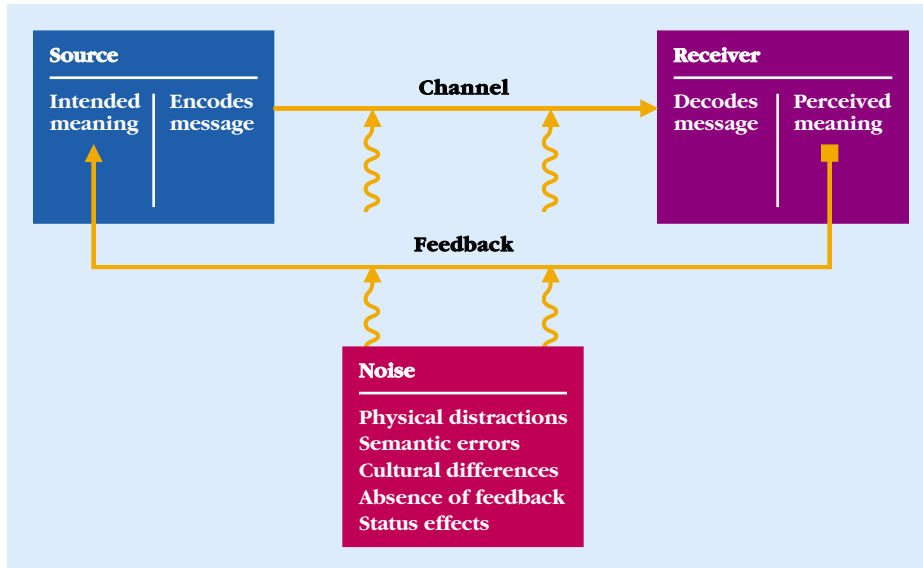 Source
Intended meaning
Encodes message
Channel
Receiver
Decodes message
Perceived meaning
Feedback
Noise
Physical distractions
Semantic errors
Cultural differences
Absence of feedback
Status effects